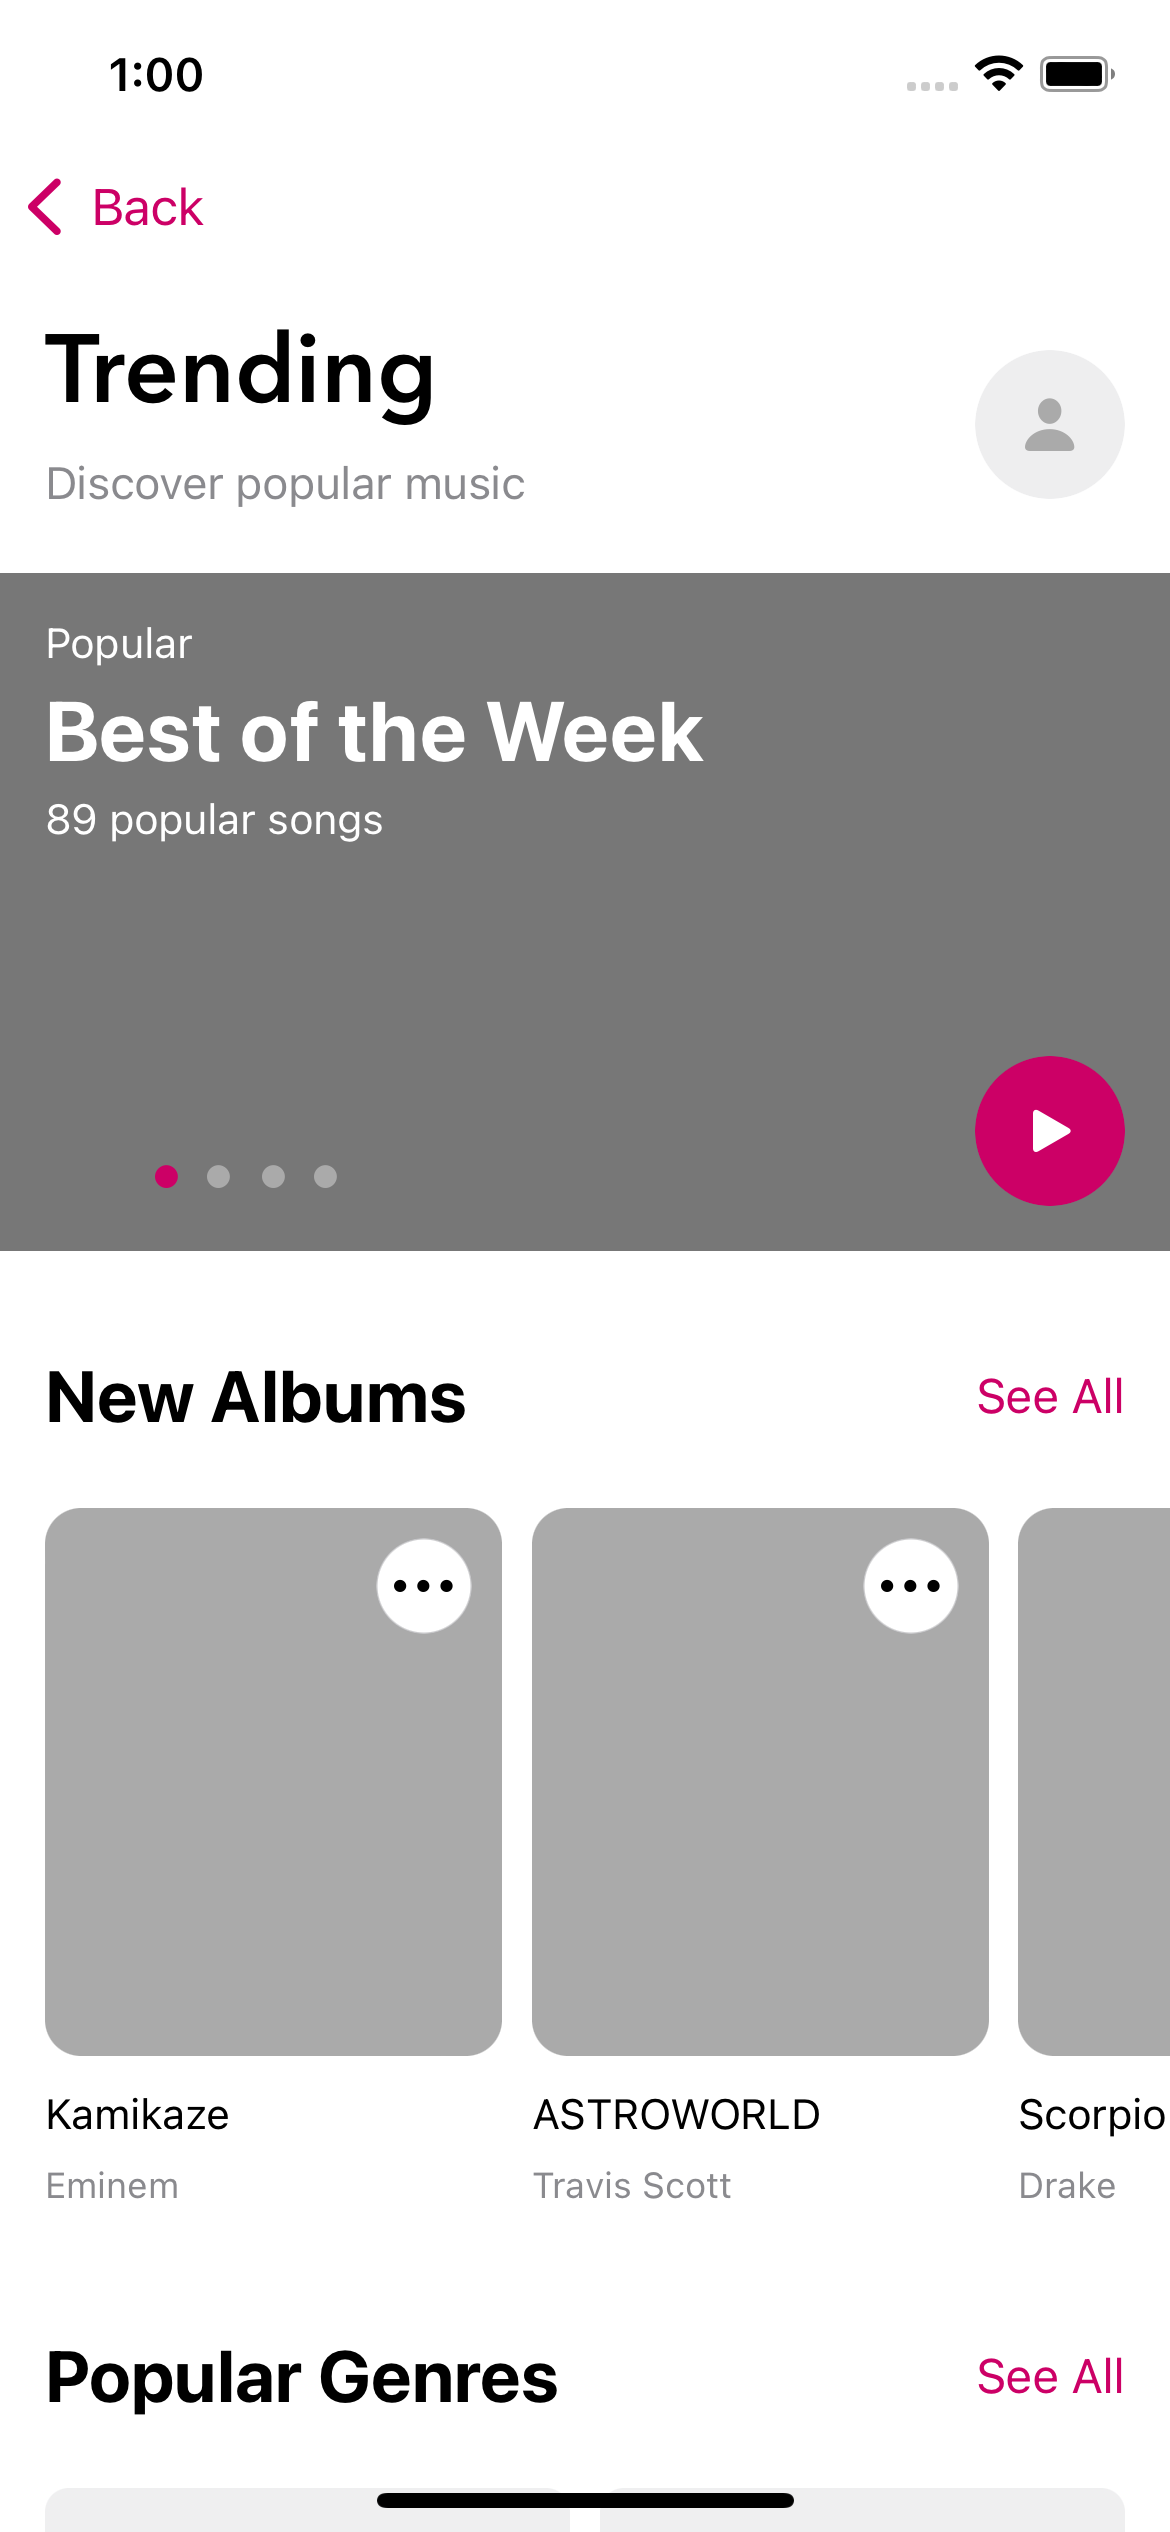 1:00
Back
Trending
Discover popular music
Popular
Best of the Week
89 popular songs
New Albums
See All
Kamikaze
ASTROWORLD
Scorpio
Eminem
Travis Scott
Drake
Popular Genres
See All